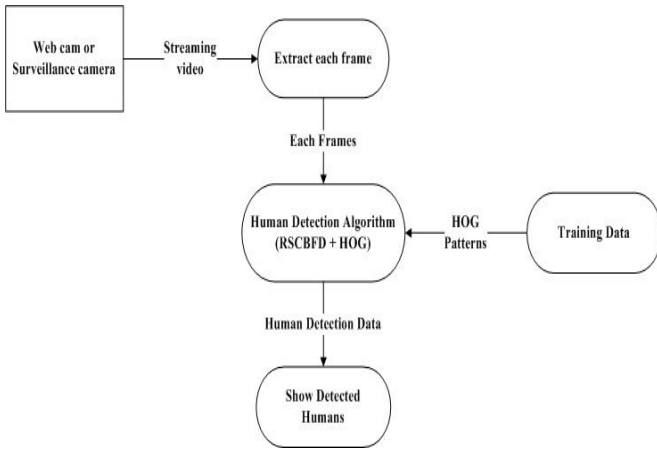 Web cam or
Surveillance camera
Streaming
video
Extract each frame
Each Frames
Human Detection Algorithm
(RSCBFD + HOG)
HOG
Patterns
Training Data
Human Detection Data
Show Detected
Humans